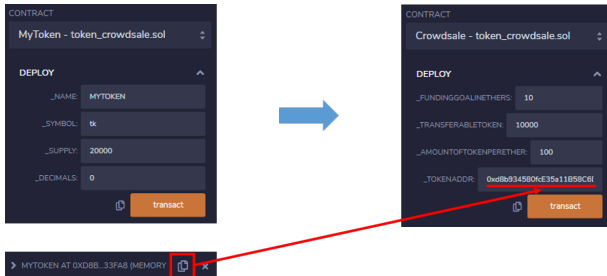 CONTRACT
MyToken - token_crowdsale.sol
DEPLOY
_NAME: MYTOKEN
_SYMBOL: tk
_SUPPLY: 20000
_DECIMALS: 0
transact
MYTOKEN AT 0XD8B...33FA8 (MEMORY
CONTRACT
Crowdsale - token_crowdsale.sol
DEPLOY
_FUNDINGGOALINETHERS: 10
_TRANSFERABLETOKEN: 10000
_AMOUNTOFTOKENPERETHER: 100
_TOKENADDR: 0xd8b934580fcE35a11B58C6
transact